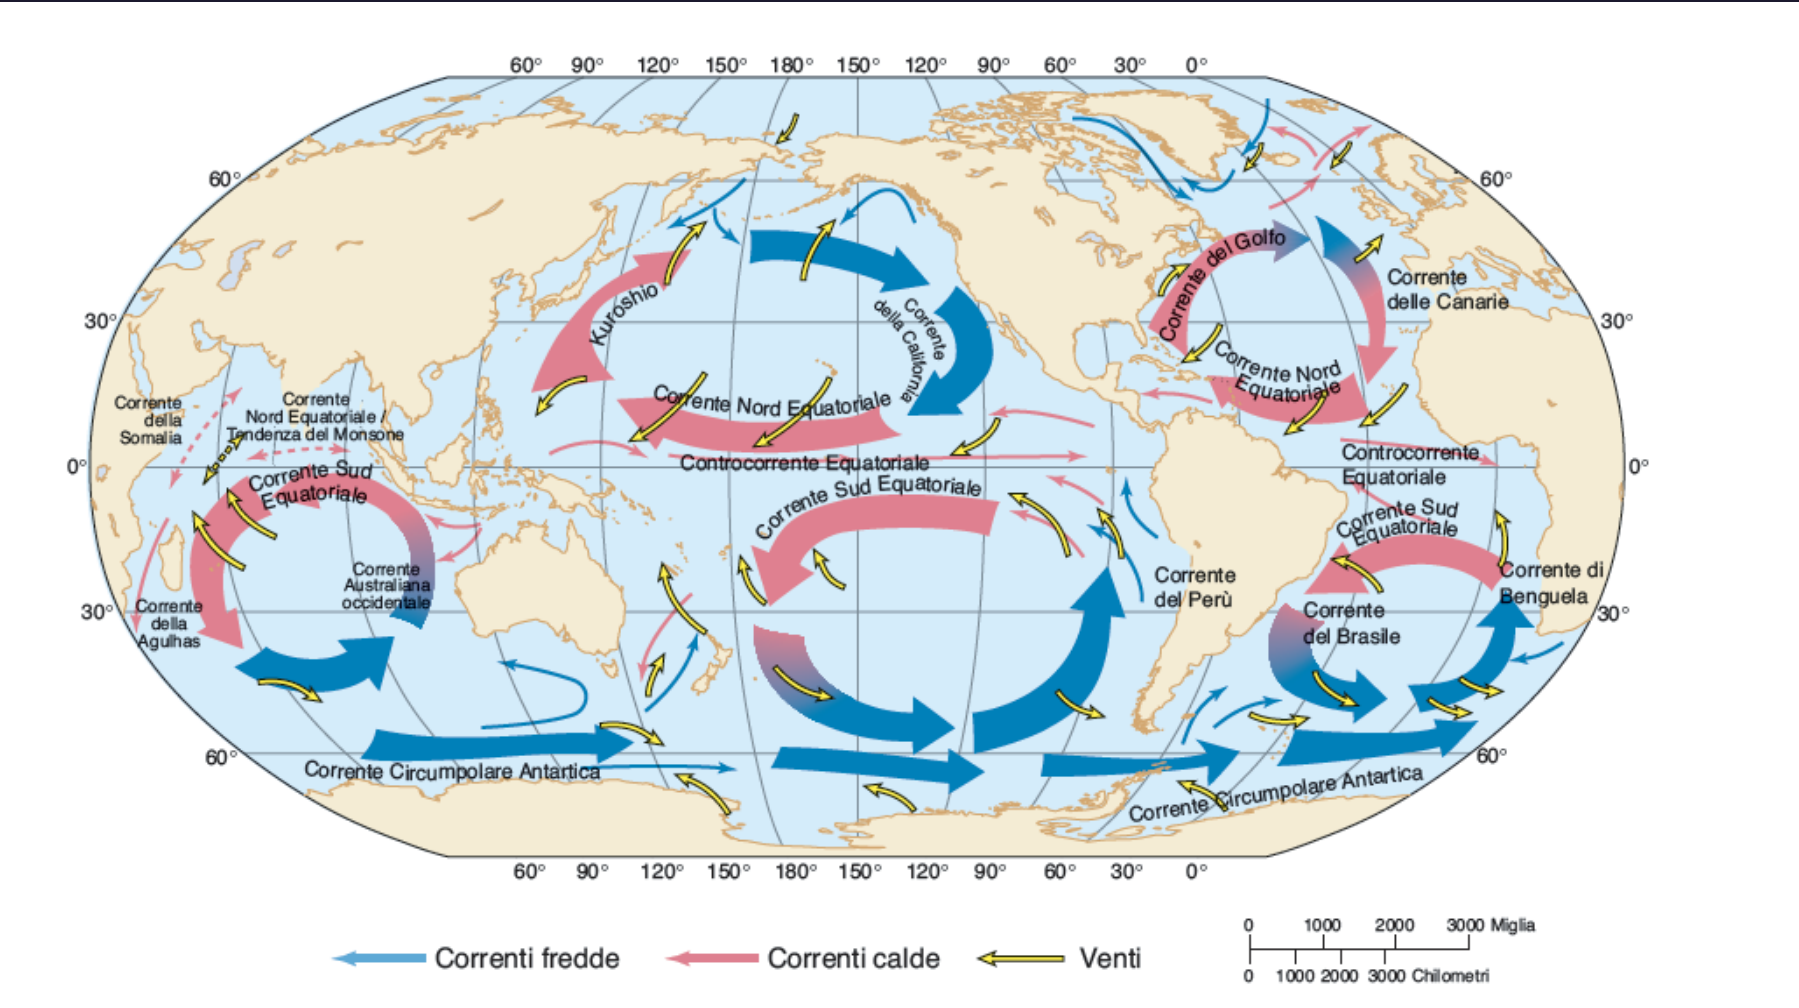 60° 90° 120° 150° 180° 150° 120° 90° 60° 30° 0°
60°
60°
Corrente del Golfo
Corrente
delle Canarie
Kuroshio
Corrente
della California
30°
30°
Corrente Nord
Equatoriale
Corrente
della
Somalia
Corrente
Nord Equatoriale /
Tendenza del Monsone
Corrente Nord Equatoriale
0°
Controcorrente Equatoriale
Controcorrente
Equatoriale
0°
Corrente Sud
Equatoriale
Corrente Sud Equatoriale
Corrente Sud
Equatoriale
Corrente
Australiana
occidentale
Corrente
del Perù
Corrente di
Benguela
30°
Corrente
della
Agulhas
Corrente
del Brasile
30°
60°
Corrente Circumpolare Antartica
60°
Corrente Circumpolare Antartica
60° 90° 120° 150° 180° 150° 120° 90° 60° 30° 0°
Correnti fredde
Correnti calde
Venti
0 1000 2000 3000 Miglia
0 1000 2000 3000 Chilometri